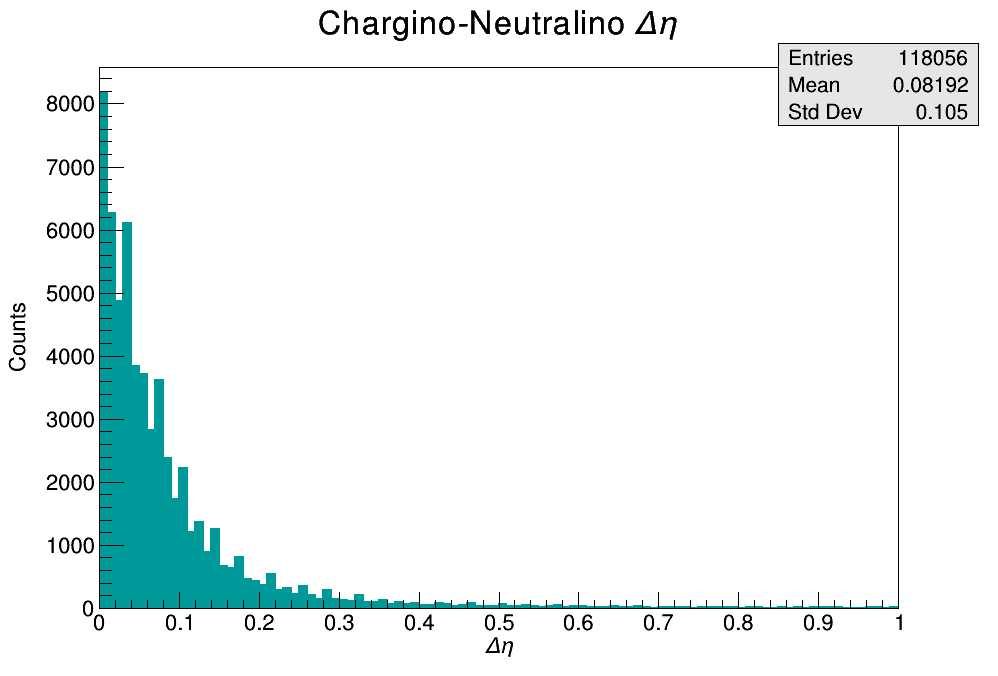 Chargino-Neutralino Δη
Entries 118056
Mean 0.08192
Std Dev 0.105
8000
7000
6000
5000
4000
3000
2000
1000
0
Counts
0 0.1 0.2 0.3 0.4 0.5 0.6 0.7 0.8 0.9 1
Δη